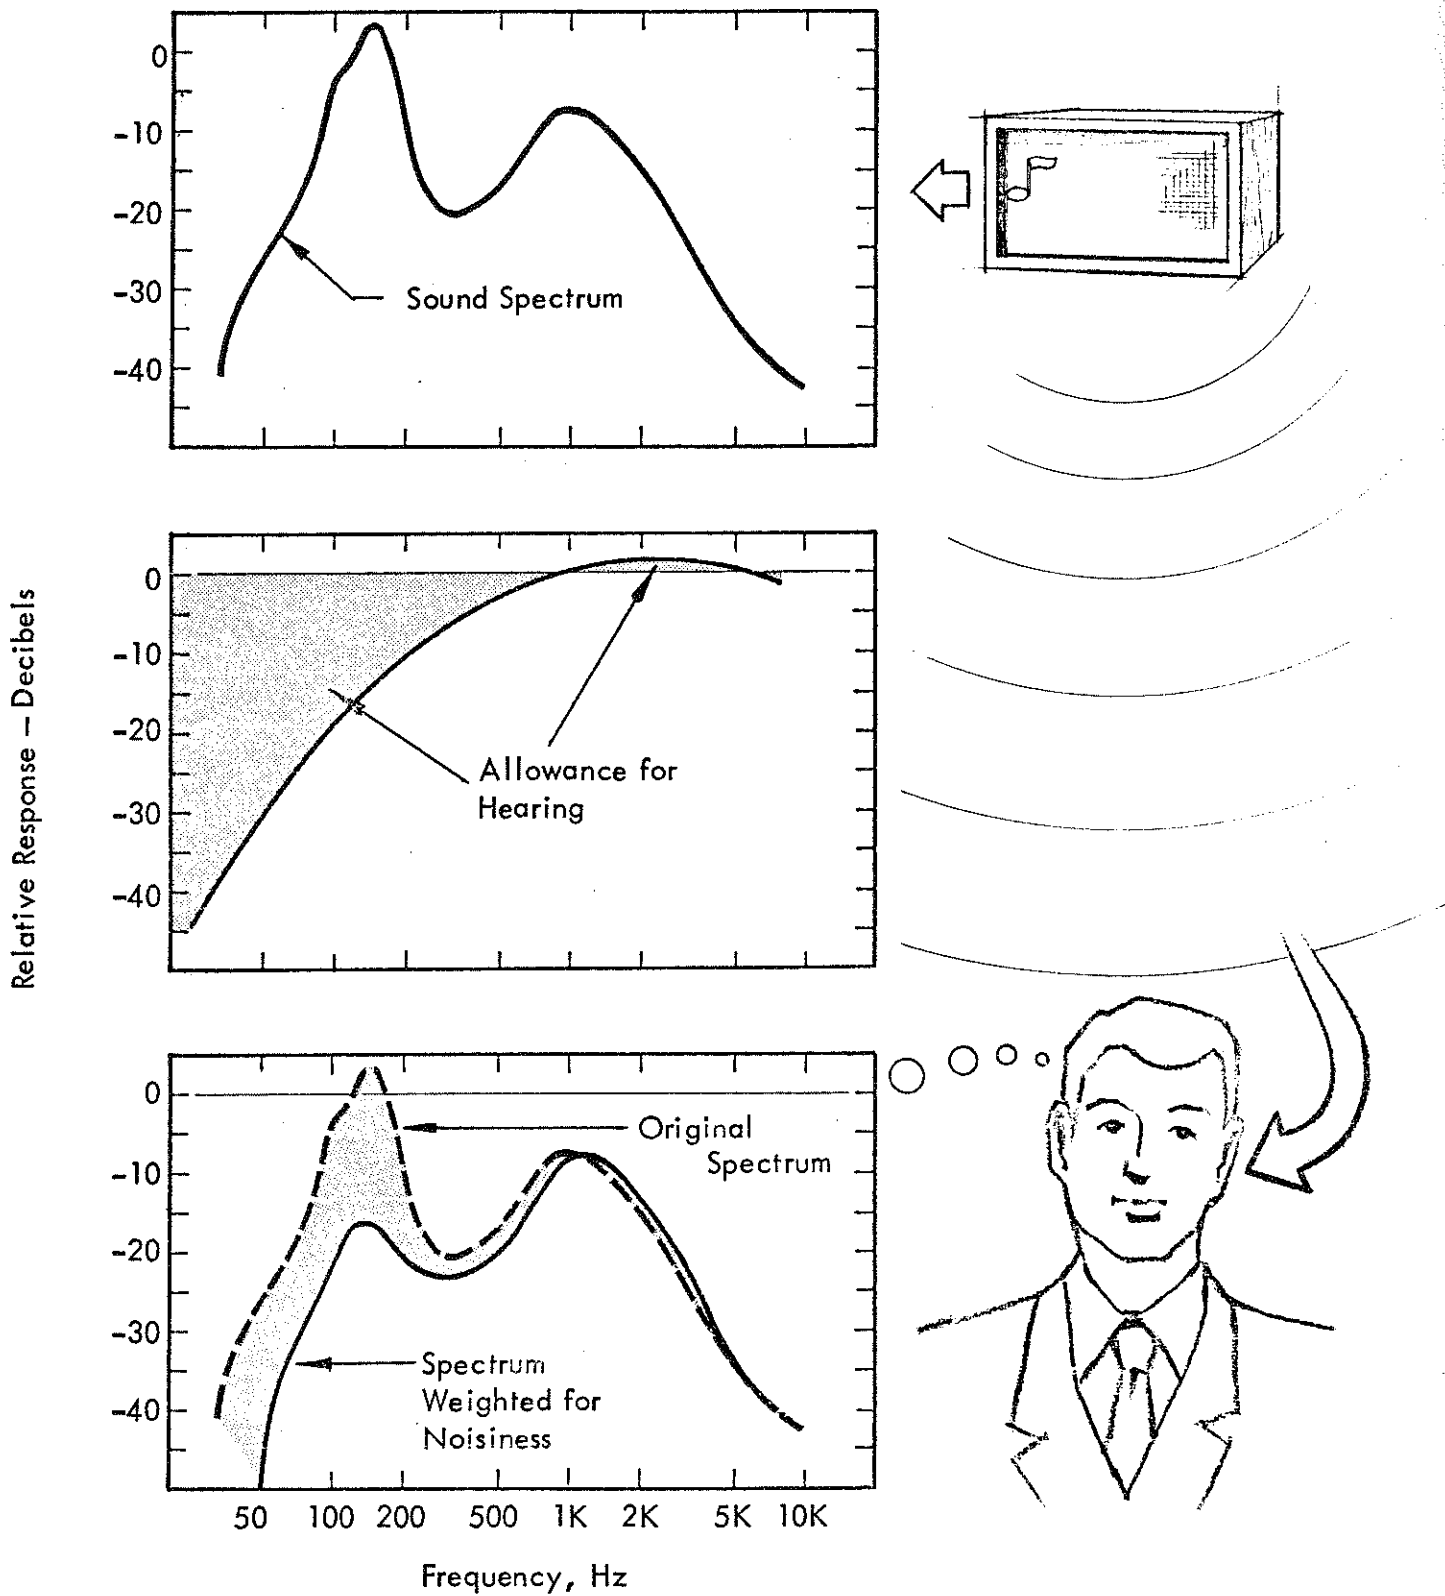 Relative Response — Decibels
0
-10
-20
-30
-40
Sound Spectrum
0
-10
-20
-30
-40
Allowance for
Hearing
0
-10
-20
-30
-40
Original
Spectrum
Spectrum
Weighted for
Noisiness
50 100 200 500 1K 2K 5K 10K
Frequency, Hz